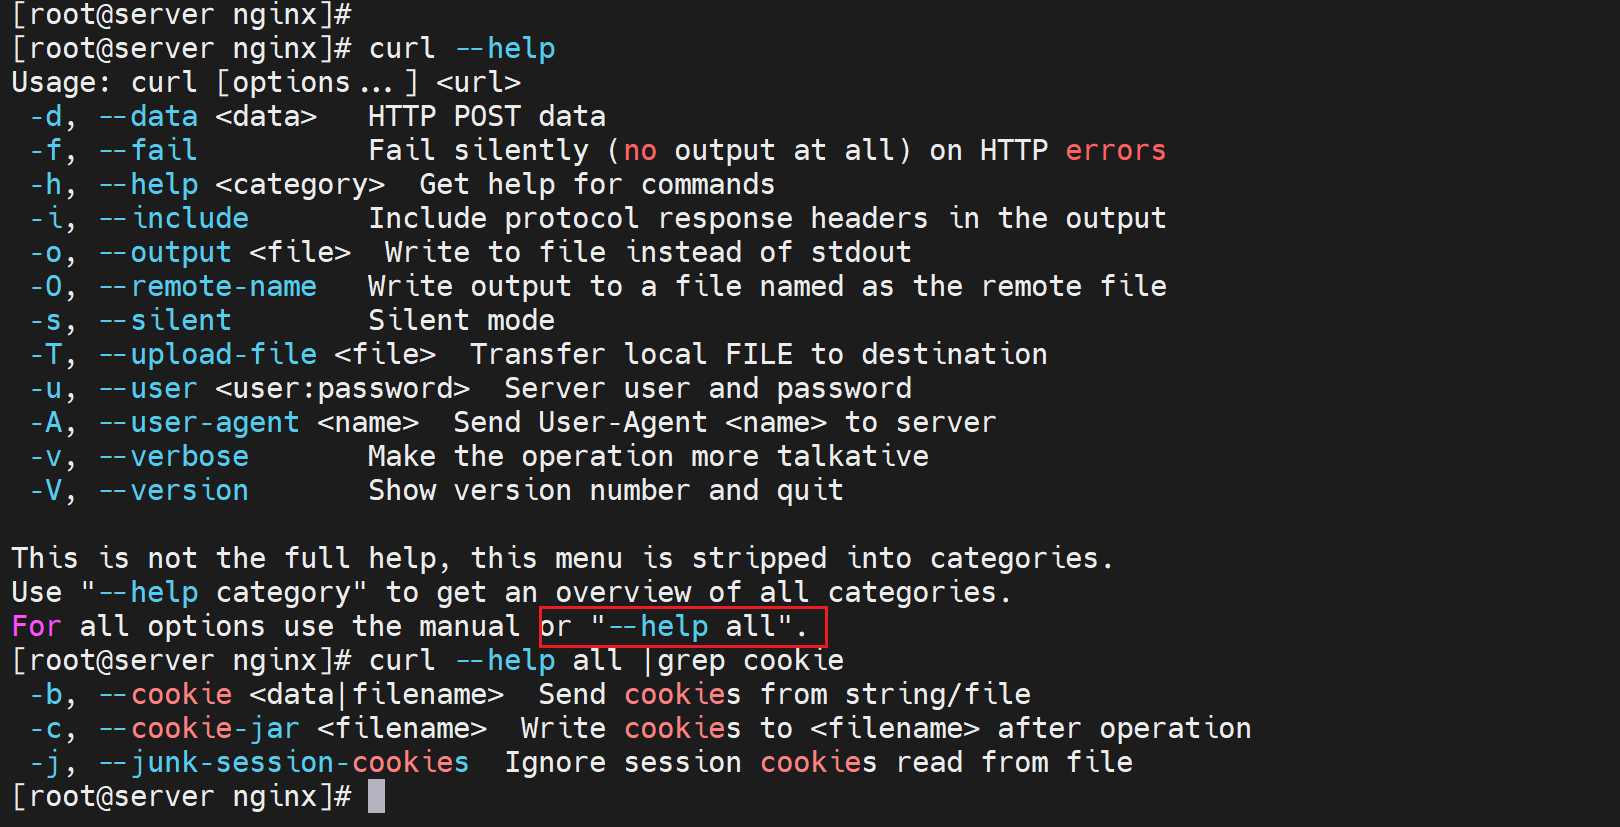 [root@server nginx]#
[root@server nginx]# curl --help
Usage: curl [options...] <url>
 -d, --data <data>   HTTP POST data
 -f, --fail          Fail silently (no output at all) on HTTP errors
 -h, --help <category>  Get help for commands
 -i, --include       Include protocol response headers in the output
 -o, --output <file>  Write to file instead of stdout
 -O, --remote-name   Write output to a file named as the remote file
 -s, --silent        Silent mode
 -T, --upload-file <file>  Transfer local FILE to destination
 -u, --user <user:password>  Server user and password
 -A, --user-agent <name>  Send User-Agent <name> to server
 -v, --verbose       Make the operation more talkative
 -V, --version       Show version number and quit

This is not the full help, this menu is stripped into categories.
Use "--help category" to get an overview of all categories.
For all options use the manual or "--help all".
[root@server nginx]# curl --help all |grep cookie
 -b, --cookie <data|filename>  Send cookies from string/file
 -c, --cookie-jar <filename>  Write cookies to <filename> after operation
 -j, --junk-session-cookies  Ignore session cookies read from file
[root@server nginx]#